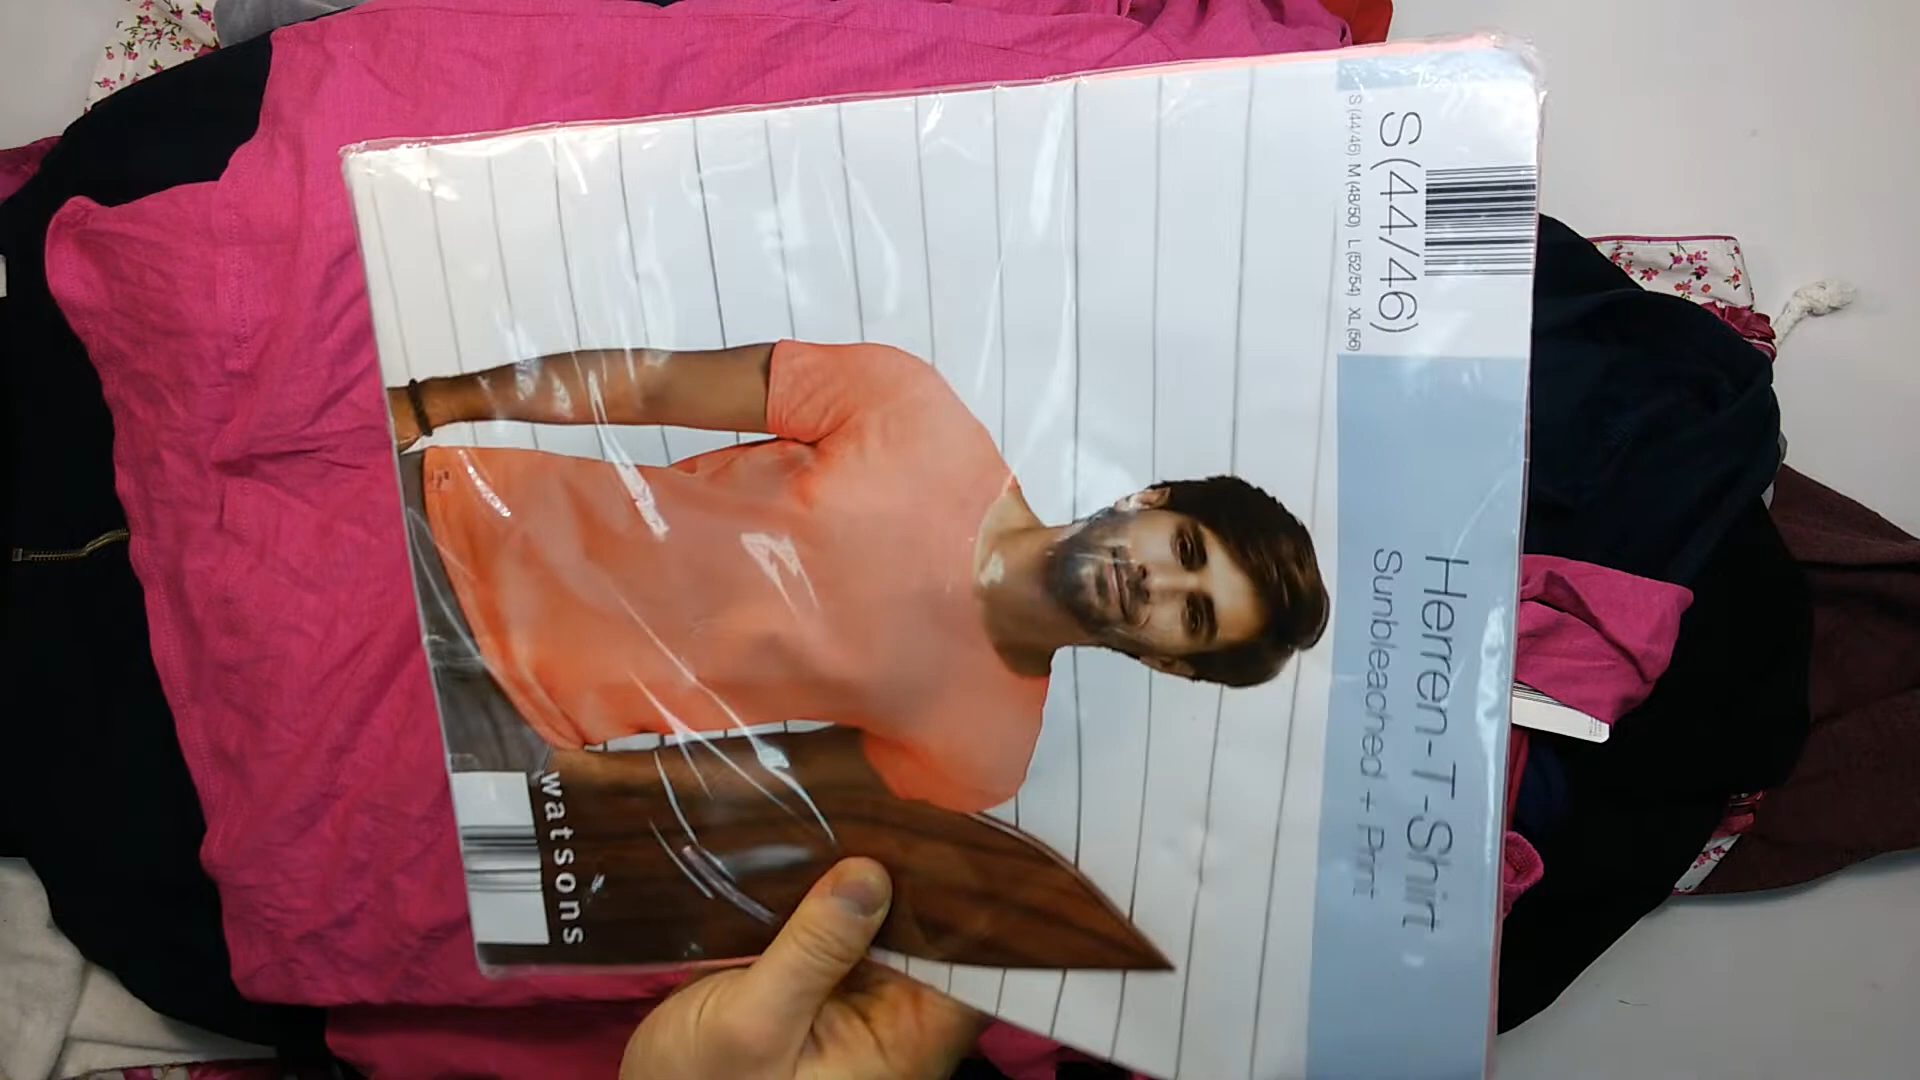 S (44/46)
S (44/46) M (48/50) L (52/54) XL (56)
Herren-T-Shirt
Sunbleached + Print
watsons